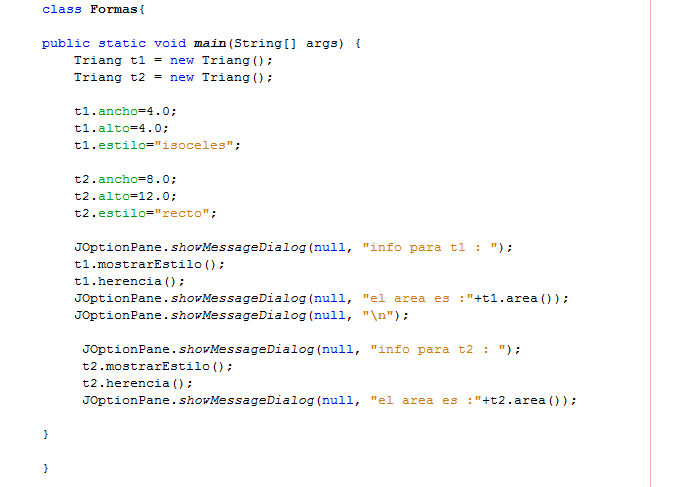 class Formas{
public static void main(String[] args) {
Triang t1 = new Triang();
Triang t2 = new Triang();
t1.ancho=4.0;
t1.alto=4.0;
t1.estilo="isoceles";
t2.ancho=8.0;
t2.alto=12.0;
t2.estilo="recto";
JOptionPane.showMessageDialog(null, "info para t1 : ");
t1.mostrarEstilo();
t1.herencia();
JOptionPane.showMessageDialog(null, "el area es :"+t1.area());
JOptionPane.showMessageDialog(null, "\n");
JOptionPane.showMessageDialog(null, "info para t2 : ");
t2.mostrarEstilo();
t2.herencia();
JOptionPane.showMessageDialog(null, "el area es :"+t2.area());
}
}